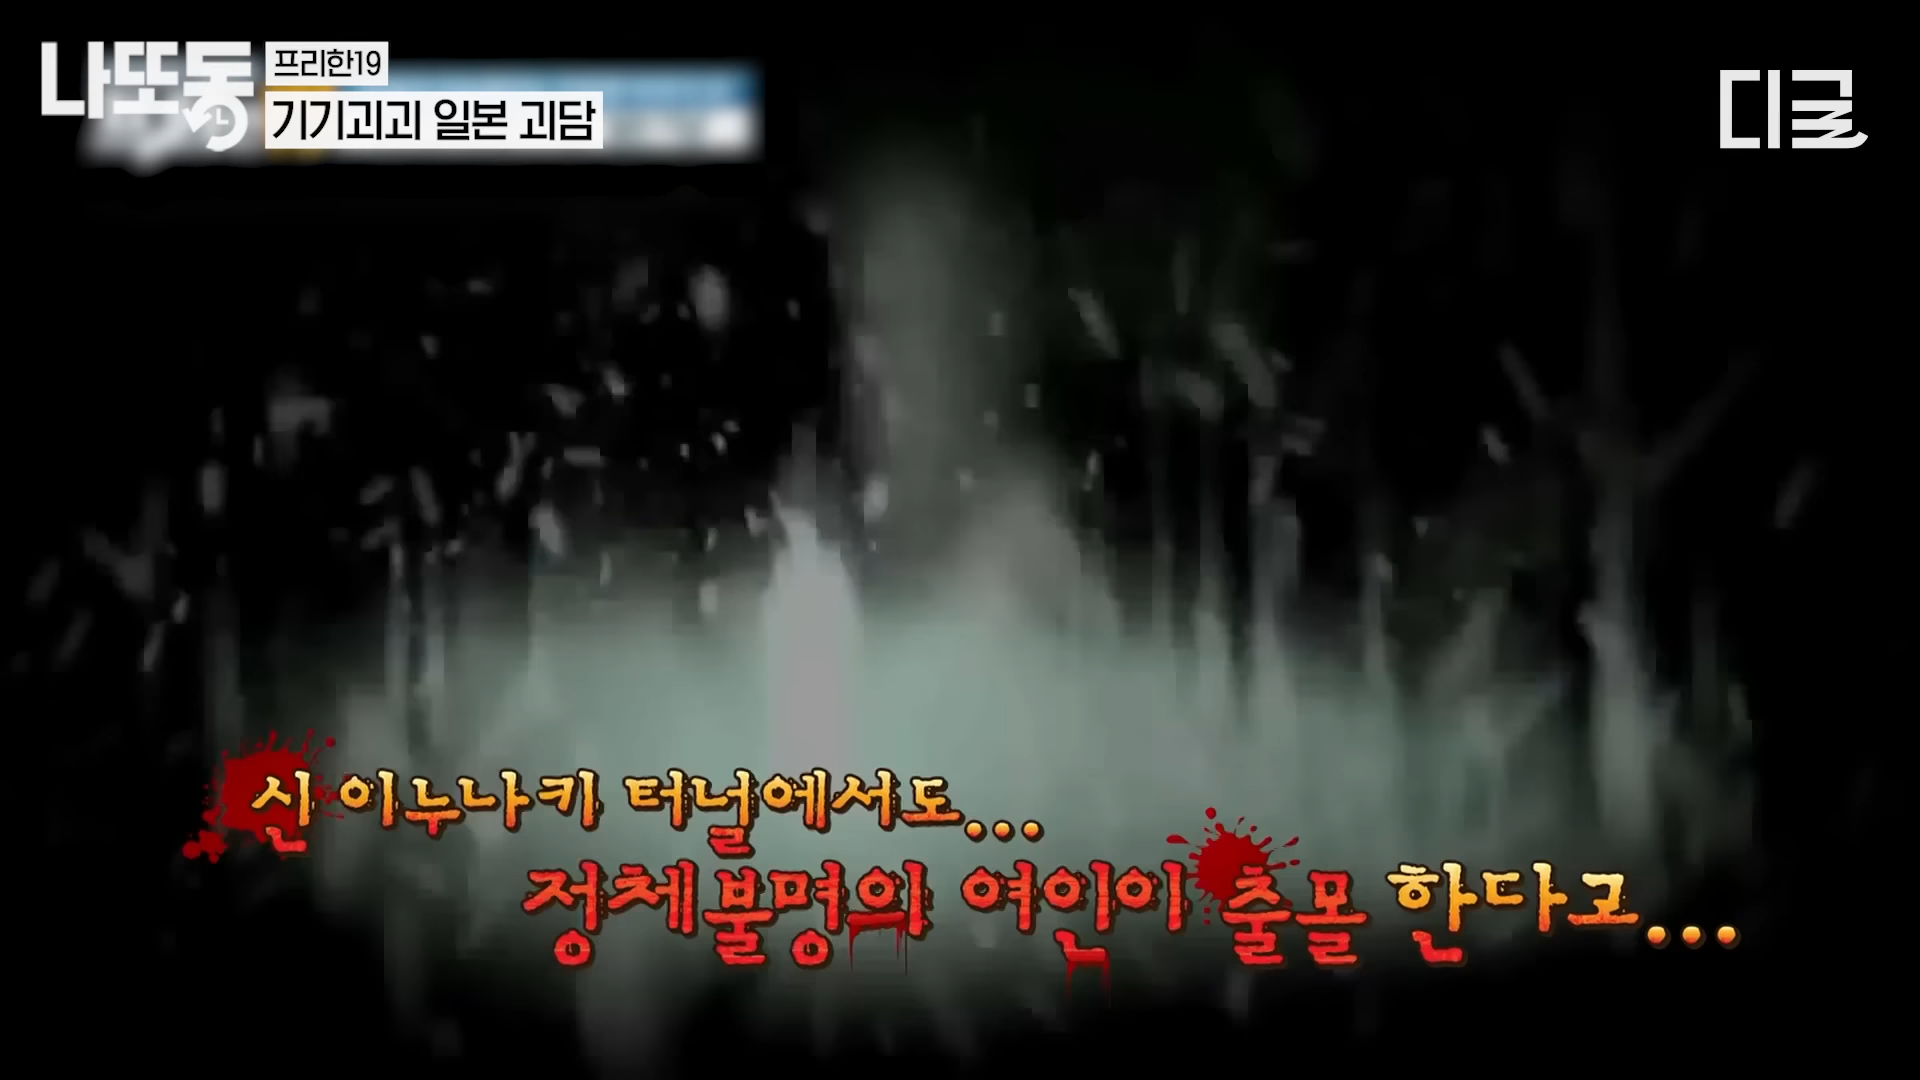 나또동
프리한19
기기괴괴 일본 괴담
디글
신 이누나키 터널에서도...
정체불명의 여인이 출몰 한다고...